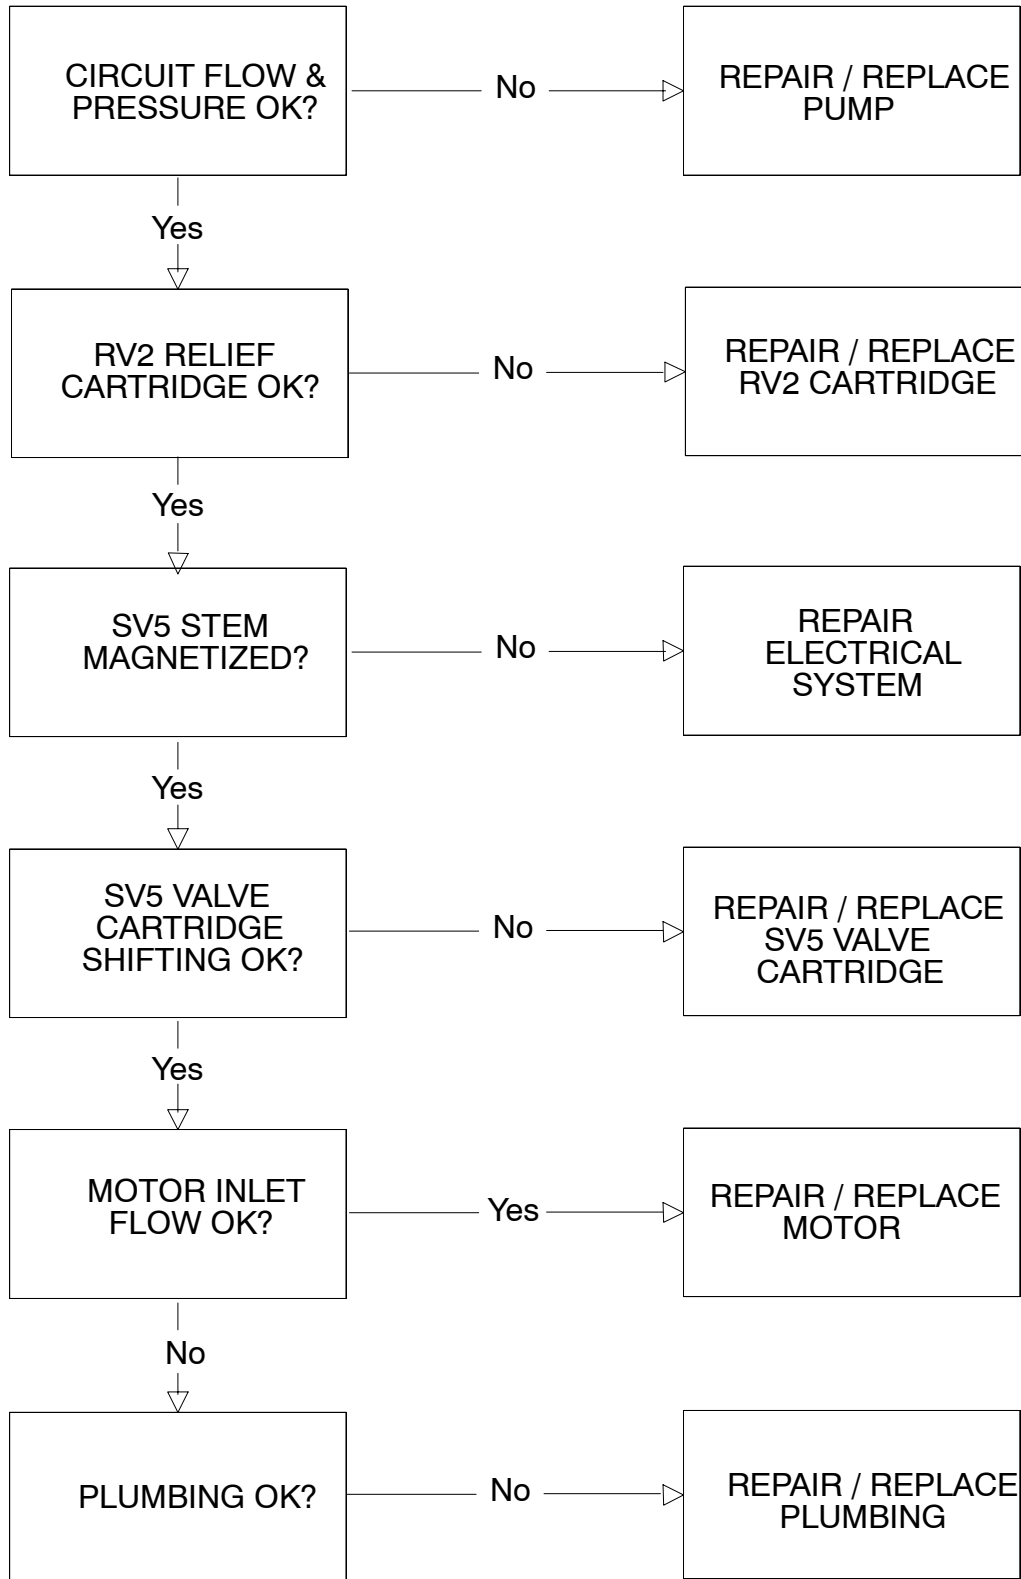 CIRCUIT FLOW &
PRESSURE OK?
No
REPAIR / REPLACE
PUMP
Yes
RV2 RELIEF
CARTRIDGE OK?
No
REPAIR / REPLACE
RV2 CARTRIDGE
Yes
SV5 STEM
MAGNETIZED?
No
REPAIR
ELECTRICAL
SYSTEM
Yes
SV5 VALVE
CARTRIDGE
SHIFTING OK?
No
REPAIR / REPLACE
SV5 VALVE
CARTRIDGE
Yes
MOTOR INLET
FLOW OK?
Yes
REPAIR / REPLACE
MOTOR
No
PLUMBING OK?
No
REPAIR / REPLACE
PLUMBING